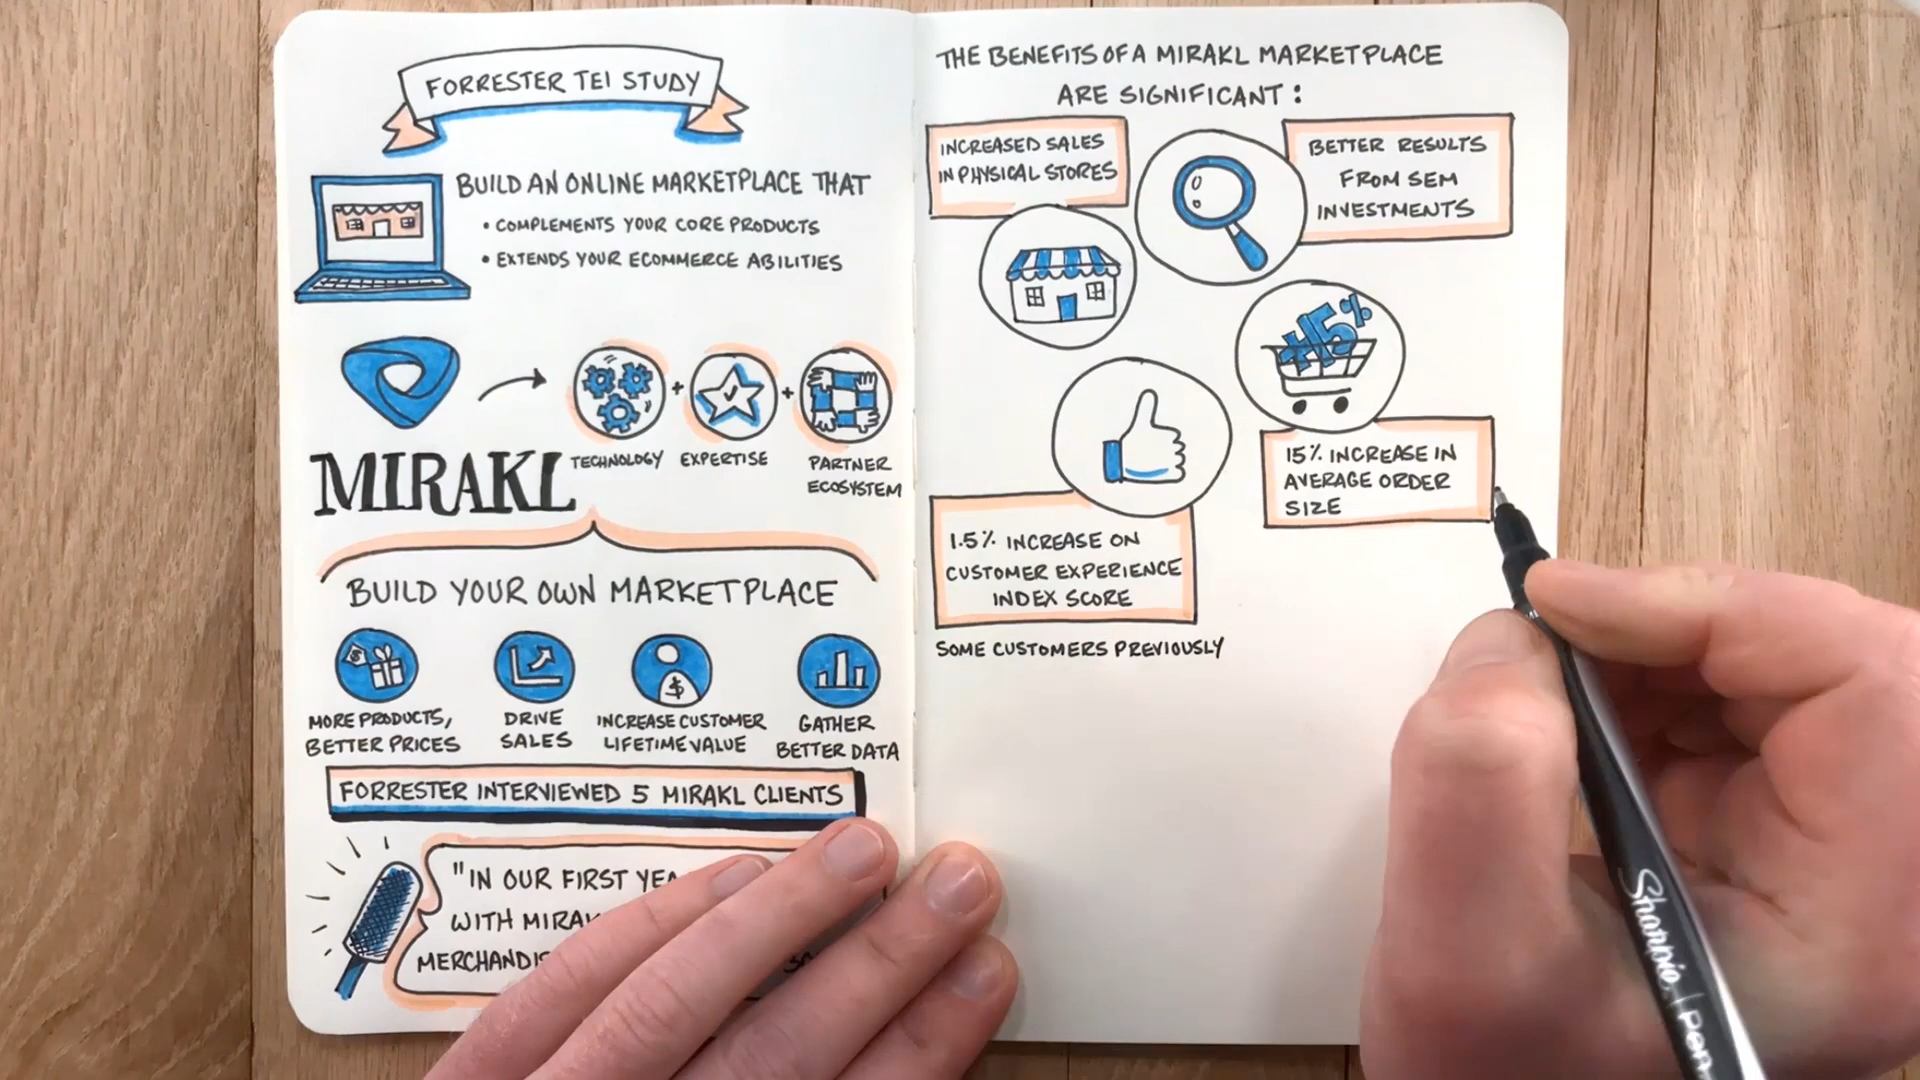 FORRESTER TEI STUDY
BUILD AN ONLINE MARKETPLACE THAT
• COMPLEMENTS YOUR CORE PRODUCTS
• EXTENDS YOUR ECOMMERCE ABILITIES
+ +
TECHNOLOGY
EXPERTISE
PARTNER
ECOSYSTEM
MIRAKL
BUILD YOUR OWN MARKETPLACE
$
$
MORE PRODUCTS,
BETTER PRICES
DRIVE
SALES
INCREASE CUSTOMER
LIFETIME VALUE
GATHER
BETTER DATA
FORRESTER INTERVIEWED 5 MIRAKL CLIENTS
"IN OUR FIRST
WITH
THE BENEFITS OF A MIRAKL MARKETPLACE
ARE SIGNIFICANT:
INCREASED SALES
IN PHYSICAL STORES
BETTER RESULTS
FROM SEM
INVESTMENTS
+15%
15% INCREASE IN
AVERAGE ORDER
SIZE
1.5% INCREASE ON
CUSTOMER EXPERIENCE
INDEX SCORE
SOME CUSTOMERS PREVIOUSLY
Sharpie Pen